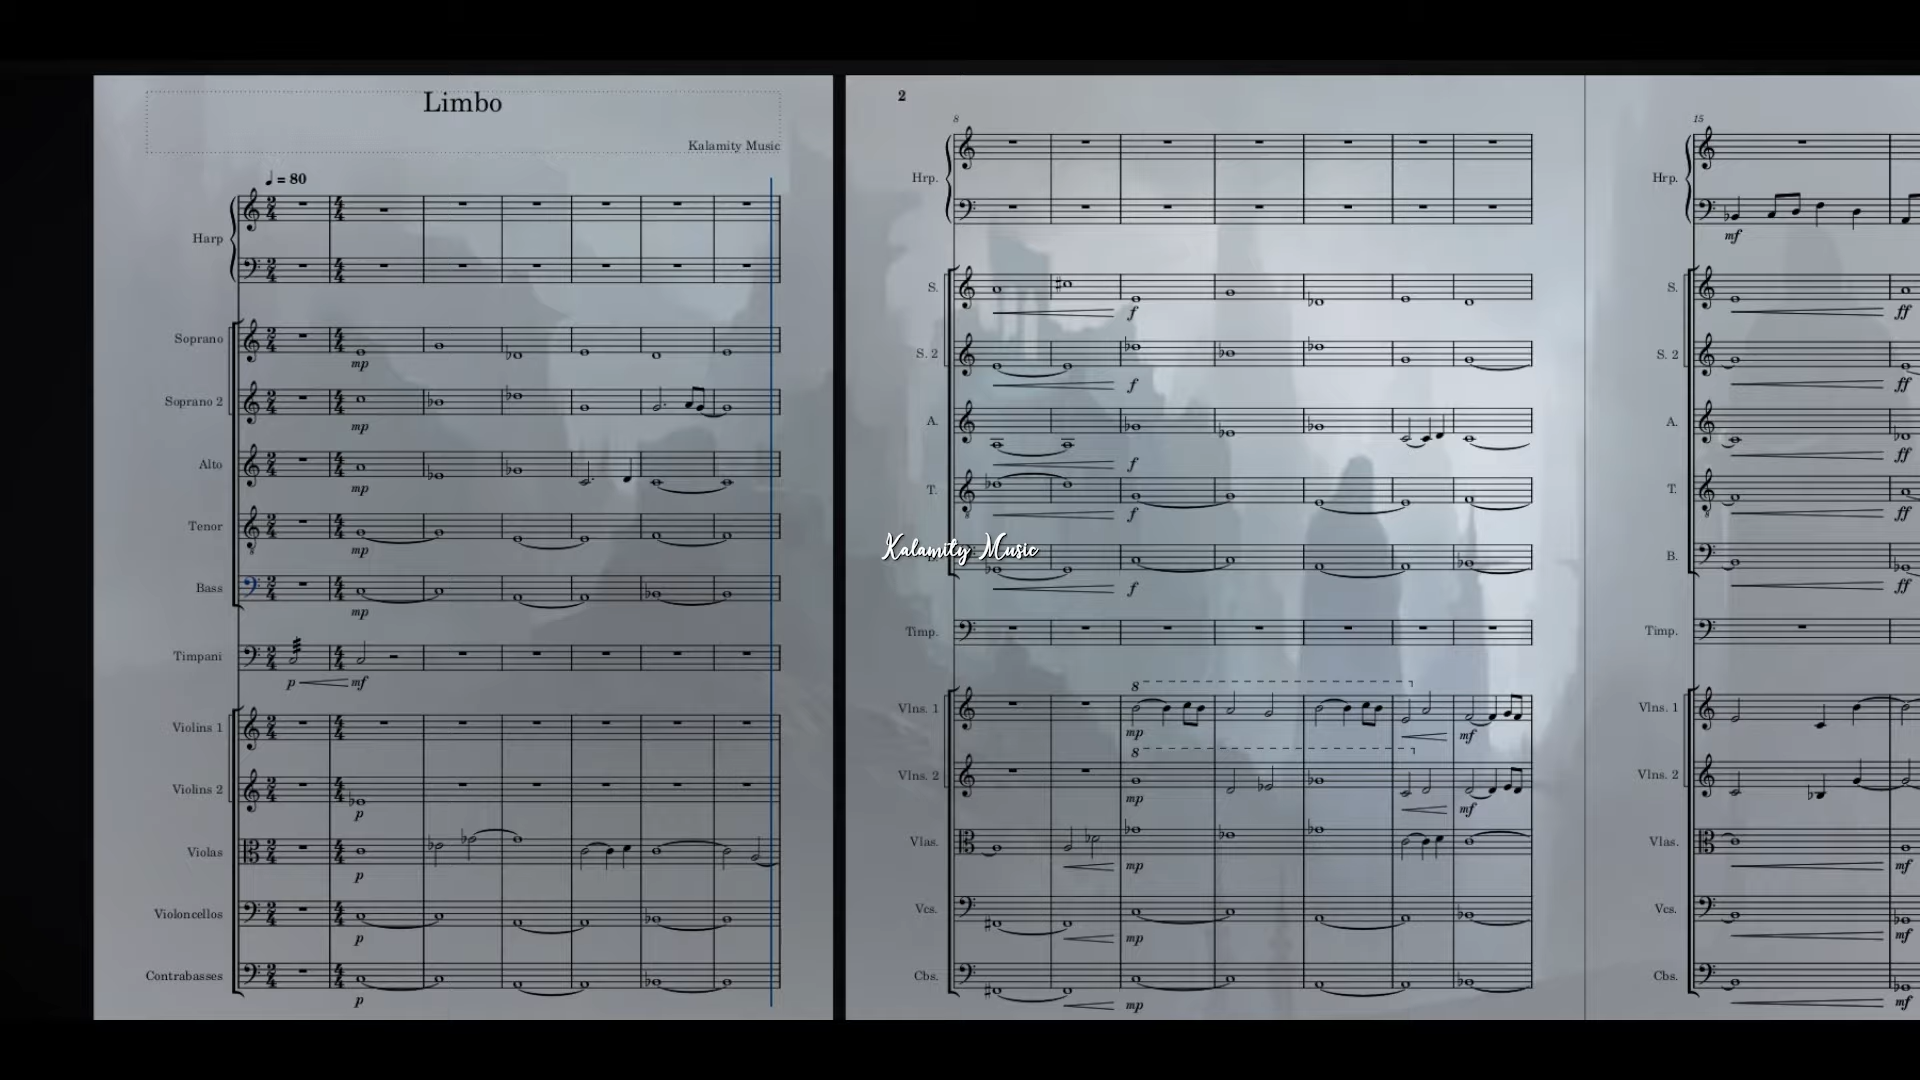 Limbo
Kalamity Music
♩ = 80
Harp
Soprano
mp
Soprano 2
mp
Alto
mp
Tenor
mp
Bass
mp
Timpani
p mf
Violins 1
Violins 2
p
Violas
p
Violoncellos
p
Contrabasses
p
2
8
Hrp.
S.
f
S. 2
f
A.
f
T.
f
Kalamity Music
f
Timp.
8
Vlns. 1
mp mf
8
Vlns. 2
mp mf
Vlas.
mp
Vcs.
mp
Cbs.
mp
15
Hrp.
mf
S.
ff
S. 2
ff
A.
ff
T.
ff
B.
ff
Timp.
Vlns. 1
Vlns. 2
Vlas.
mf
Vcs.
mf
Cbs.
mf